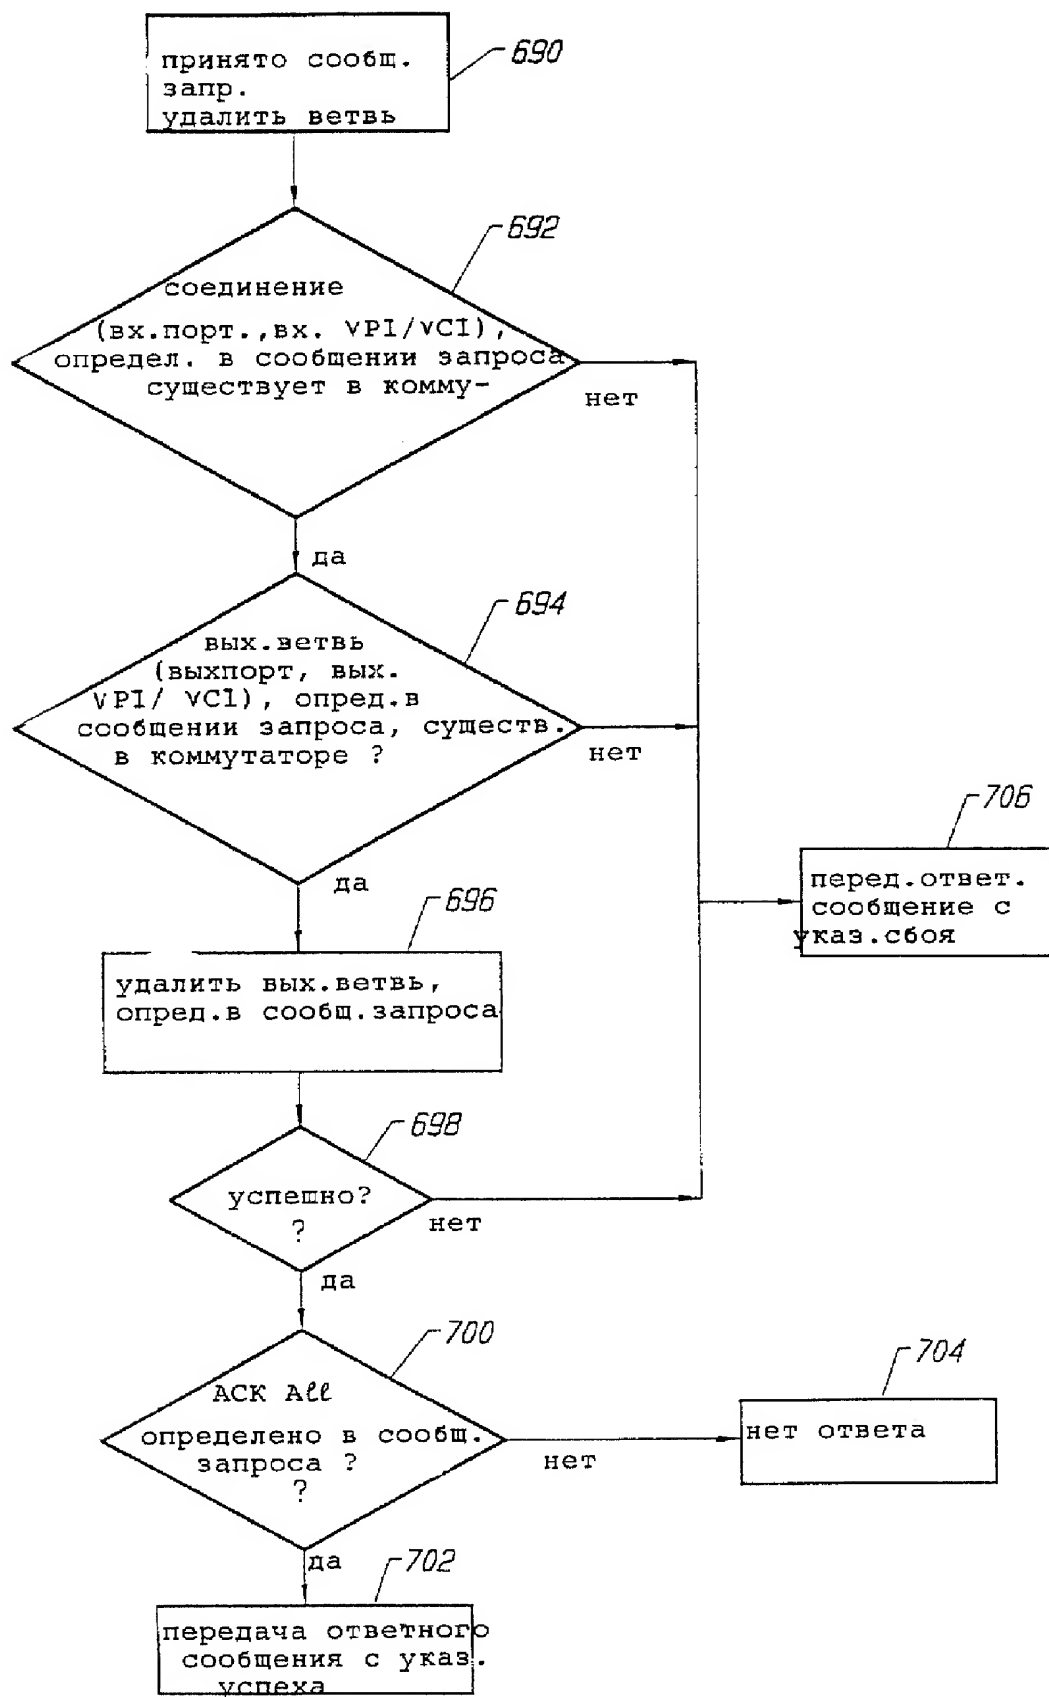 принято сообщ.
запр.
удалить ветвь
690
692
соединение
(вх.порт.,вх. VPI/VCI),
определ. в сообщении запроса
существует в комму-
нет
да
694
вых.ветвь
(выхпорт, вых.
VPI/ VCI), опред.в
сообщении запроса, существ.
в коммутаторе ?
нет
да
706
перед.ответ.
сообщение с
указ.сбоя
696
удалить вых.ветвь,
опред.в сообщ.запроса
698
успешно?
?
нет
да
700
ACK All
определено в сообщ.
запроса ?
?
нет
704
нет ответа
да
702
передача ответного
сообщения с указ.
успеха